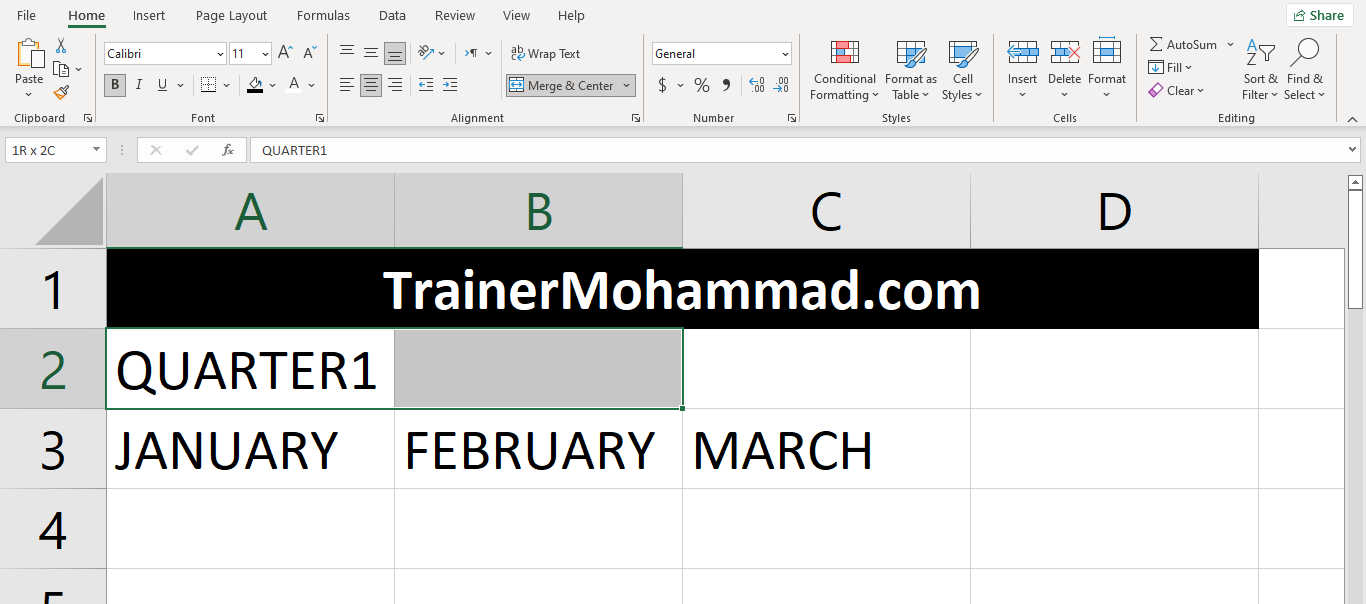 File Home Insert Page Layout Formulas Data Review View Help Share
Calibri 11 A^ A˅ ab Wrap Text General AutoSum
Paste Conditional Formatting Format as Table Cell Styles Insert Delete Format Fill Sort & Filter Find & Select
B I U A Merge & Center $ % 9 .00 .0 Clear
Clipboard Font Alignment Number Styles Cells Editing
1R x 2C fx QUARTER1
A B C D
1 TrainerMohammad.com
2 QUARTER1
3 JANUARY FEBRUARY MARCH
4
5